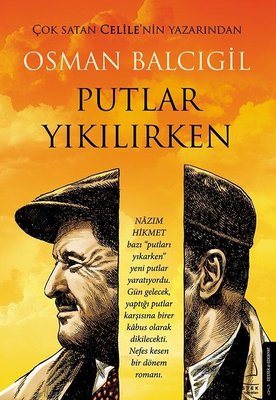 ÇOK SATAN CELİLE'NİN YAZARINDAN
OSMAN BALCIGİL
PUTLAR
YIKILIRKEN
NÂZIM
HİKMET
bazı "putları
yıkarken"
yeni putlar
yaratıyordu.
Gün gelecek,
yaptığı putlar
karşısına birer
kâbus olarak
dikilecekti.
Nefes kesen
bir dönem
romanı.